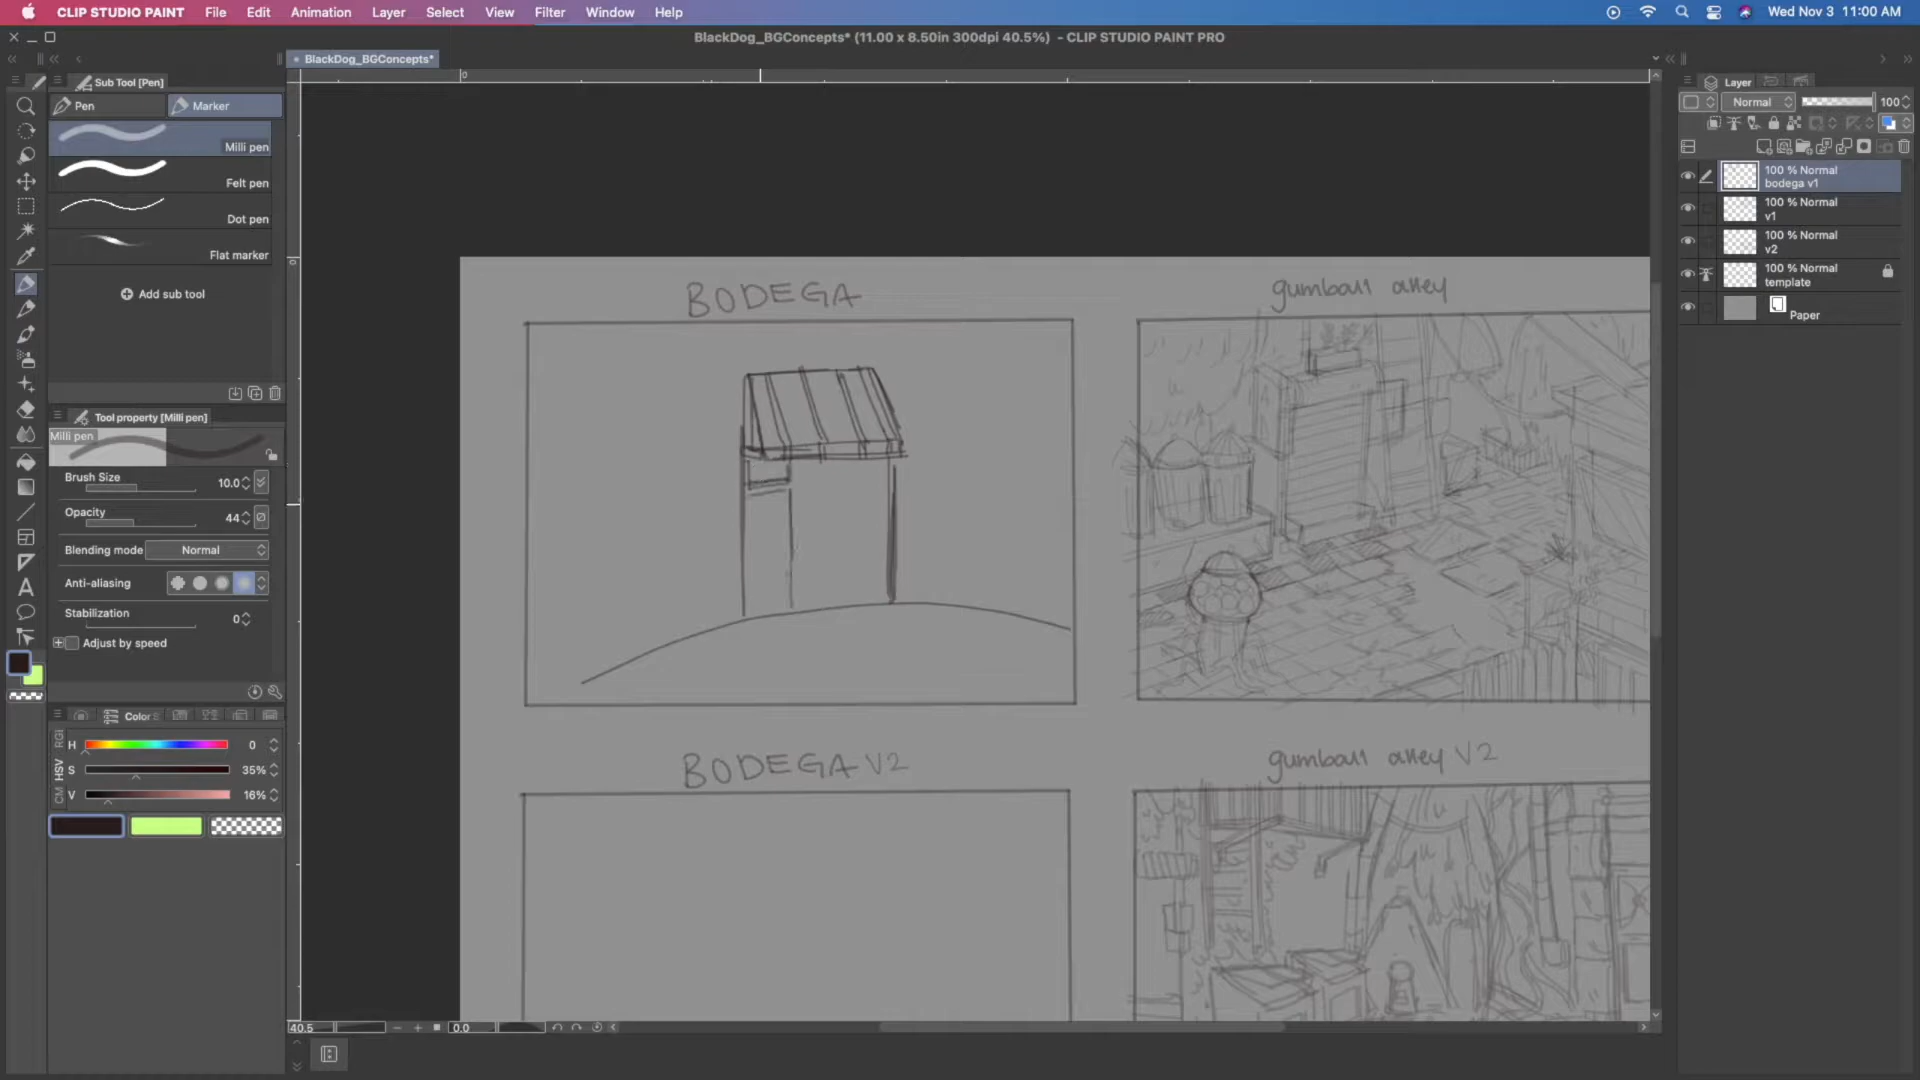 CLIP STUDIO PAINT File Edit Animation Layer Select View Filter Window Help Wed Nov 3 11:00 AM
BlackDog_BGConcepts* (11.00 x 8.50in 300dpi 40.5%) - CLIP STUDIO PAINT PRO
BlackDog_BGConcepts*
Sub Tool [Pen]
Pen Marker
Milli pen
Felt pen
Dot pen
Flat marker
Add sub tool
Tool property [Milli pen]
Milli pen
Brush Size 10.0
Opacity 44
Blending mode Normal
Anti-aliasing
Stabilization 0
Adjust by speed
Color
H 0
HSV
S 35%
V 16%
0
0
BODEGA
gumball alley
BODEGA V2
gumball alley V2
40.5 0.0
Layer
Normal 100
100 % Normal
bodega v1
100 % Normal
v1
100 % Normal
v2
100 % Normal
template
Paper